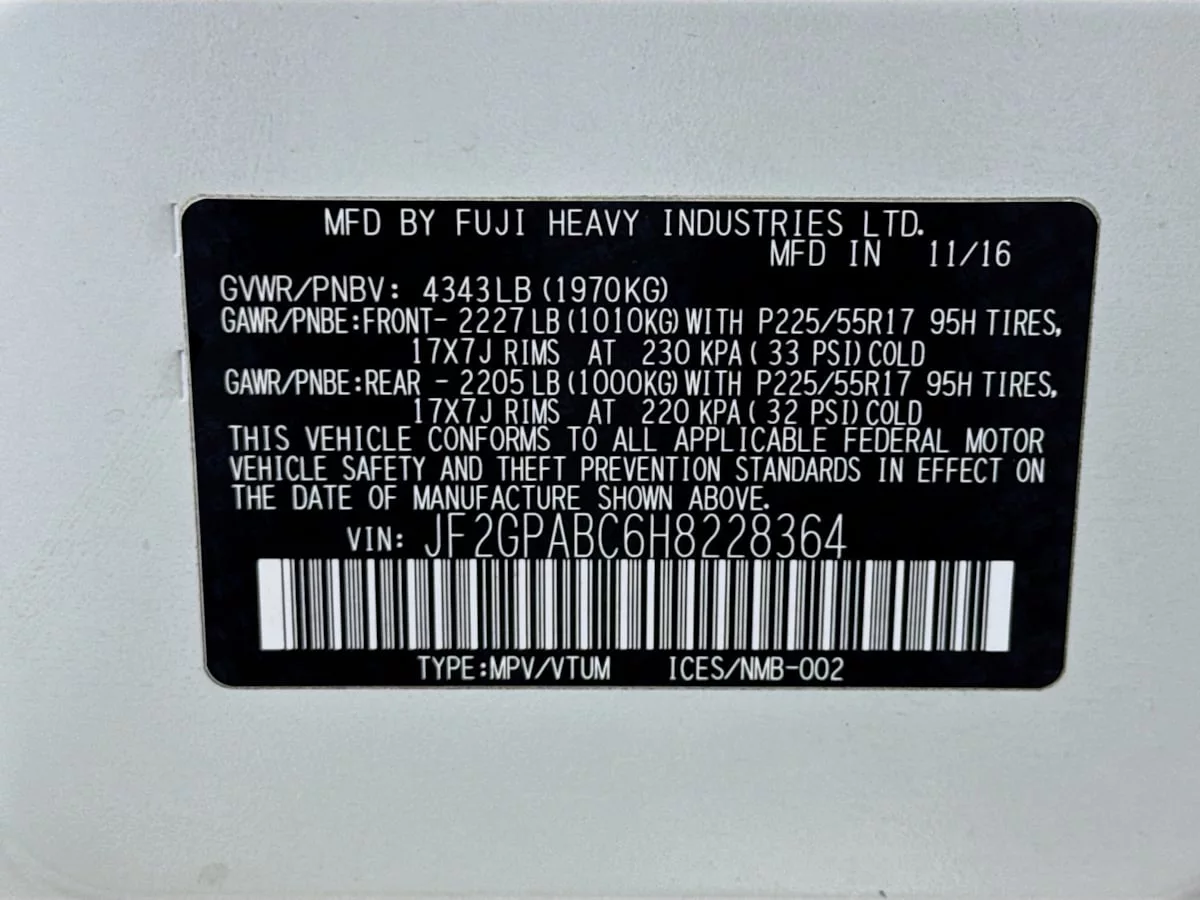 MFD BY FUJI HEAVY INDUSTRIES LTD.
MFD IN 11/16
GVWR/PNBV: 4343LB (1970KG)
GAWR/PNBE:FRONT- 2227 LB (1010KG) WITH P225/55R17 95H TIRES,
17X7J RIMS AT 230 KPA ( 33 PSI) COLD
GAWR/PNBE:REAR - 2205 LB (1000KG) WITH P225/55R17 95H TIRES,
17X7J RIMS AT 220 KPA ( 32 PSI) COLD
THIS VEHICLE CONFORMS TO ALL APPLICABLE FEDERAL MOTOR
VEHICLE SAFETY AND THEFT PREVENTION STANDARDS IN EFFECT ON
THE DATE OF MANUFACTURE SHOWN ABOVE.
VIN: JF2GPABC6H8228364
TYPE:MPV/VTUM ICES/NMB-002